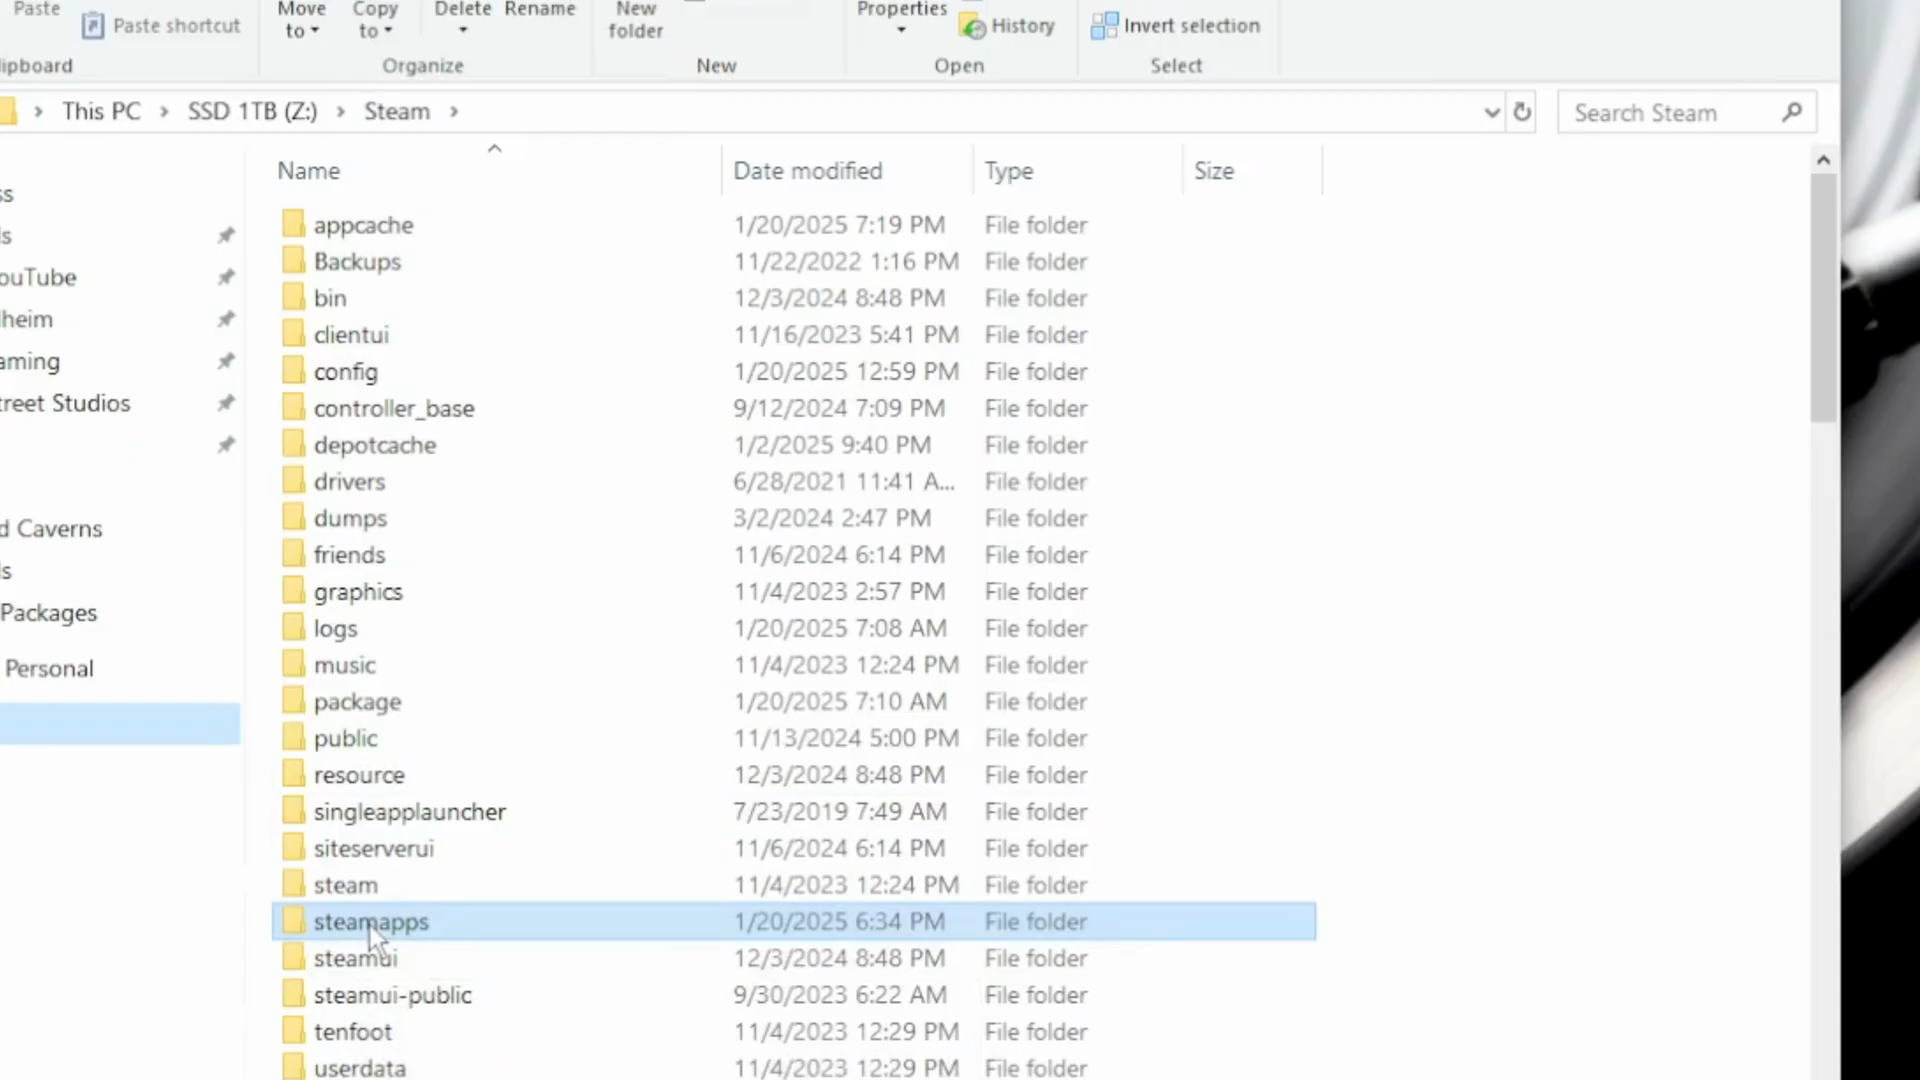 Paste
Paste shortcut
lipboard
Move to
Copy to
Delete
Rename
Organize
New folder
New
Properties
History
Open
Invert selection
Select
This PC > SSD 1TB (Z:) > Steam >
Search Steam
Name Date modified Type Size
ss
ls
ouTube
lheim
aming
treet Studios
d Caverns
ls
Packages
Personal
appcache 1/20/2025 7:19 PM File folder
Backups 11/22/2022 1:16 PM File folder
bin 12/3/2024 8:48 PM File folder
clientui 11/16/2023 5:41 PM File folder
config 1/20/2025 12:59 PM File folder
controller_base 9/12/2024 7:09 PM File folder
depotcache 1/2/2025 9:40 PM File folder
drivers 6/28/2021 11:41 A... File folder
dumps 3/2/2024 2:47 PM File folder
friends 11/6/2024 6:14 PM File folder
graphics 11/4/2023 2:57 PM File folder
logs 1/20/2025 7:08 AM File folder
music 11/4/2023 12:24 PM File folder
package 1/20/2025 7:10 AM File folder
public 11/13/2024 5:00 PM File folder
resource 12/3/2024 8:48 PM File folder
singleapplauncher 7/23/2019 7:49 AM File folder
siteserverui 11/6/2024 6:14 PM File folder
steam 11/4/2023 12:24 PM File folder
steamapps 1/20/2025 6:34 PM File folder
steamui 12/3/2024 8:48 PM File folder
steamui-public 9/30/2023 6:22 AM File folder
tenfoot 11/4/2023 12:29 PM File folder
userdata 11/4/2023 12:29 PM File folder